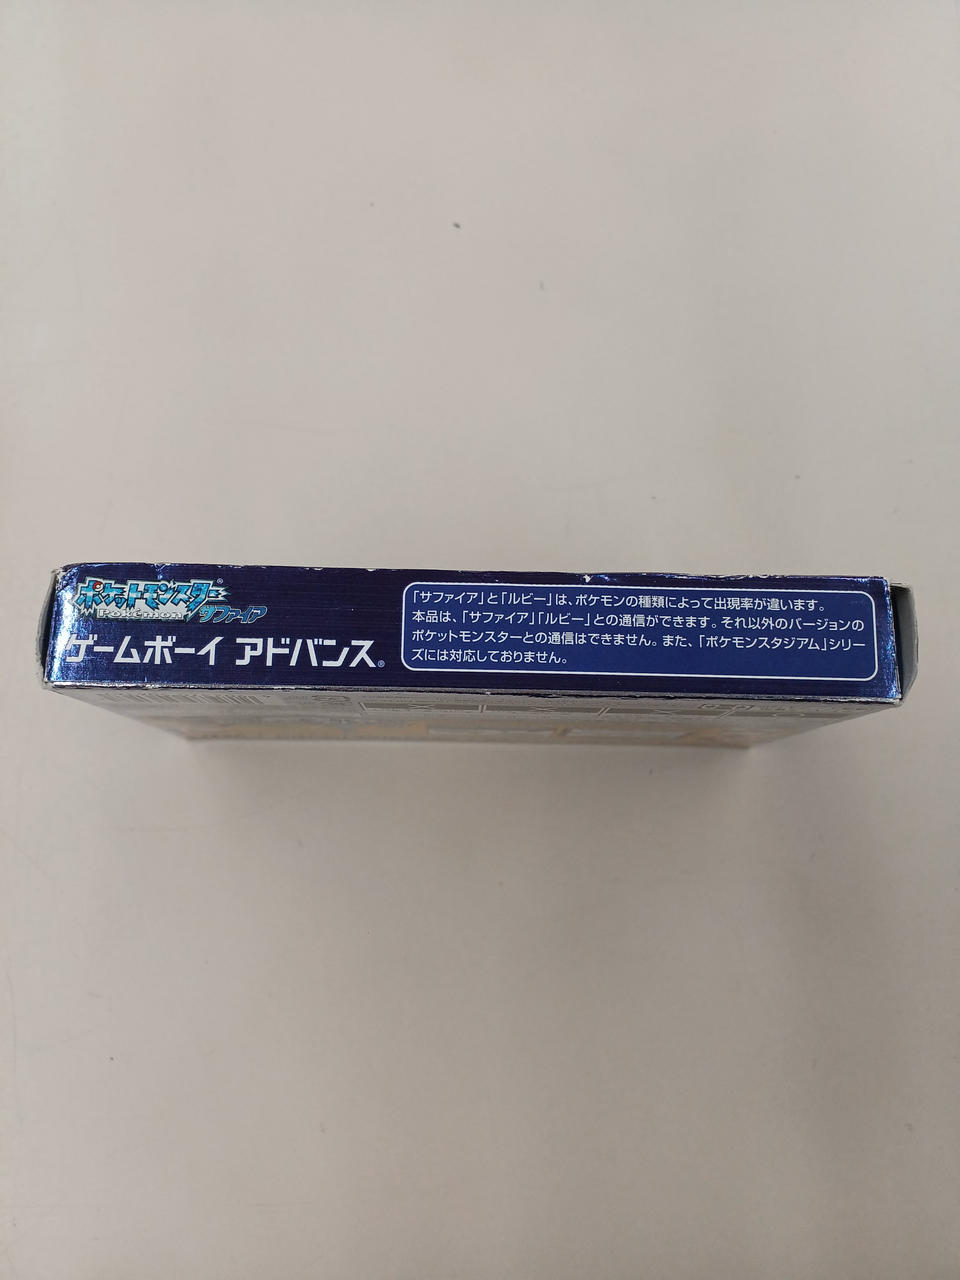 ポケットモンスター®
POKéMON
サファイア
ゲームボーイ アドバンス®
「サファイア」と「ルビー」は、ポケモンの種類によって出現率が違います。
本品は、「サファイア」「ルビー」との通信ができます。それ以外のバージョンの
ポケットモンスターとの通信はできません。また、「ポケモンスタジアム」シリー
ズには対応しておりません。